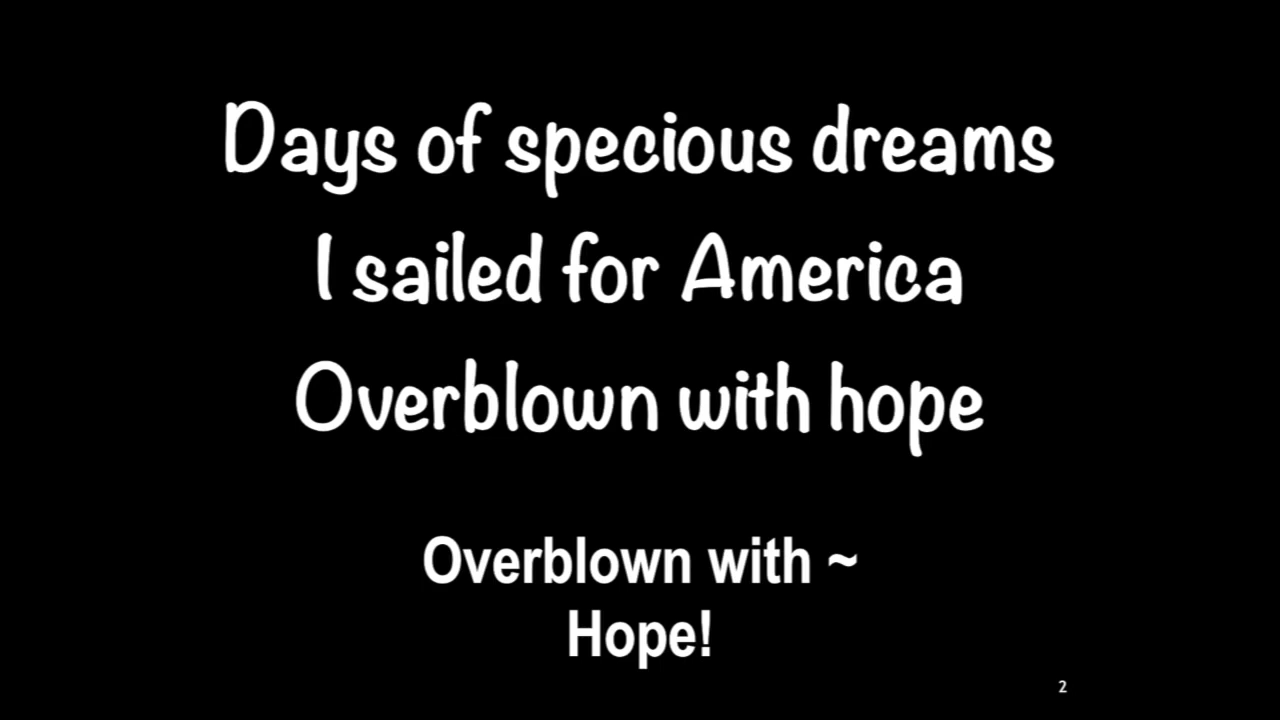 Days of specious dreams
I sailed for America
Overblown with hope
Overblown with ~
Hope!
2